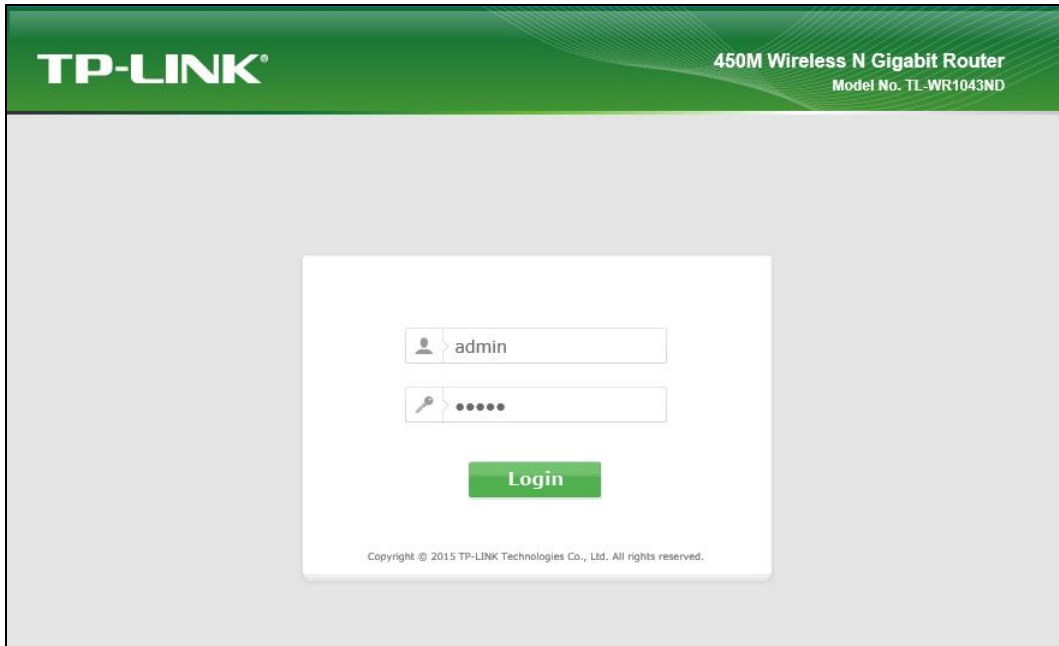 TP-LINK®
450M Wireless N Gigabit Router
Model No. TL-WR1043ND
admin
•••••
Login
Copyright © 2015 TP-LINK Technologies Co., Ltd. All rights reserved.